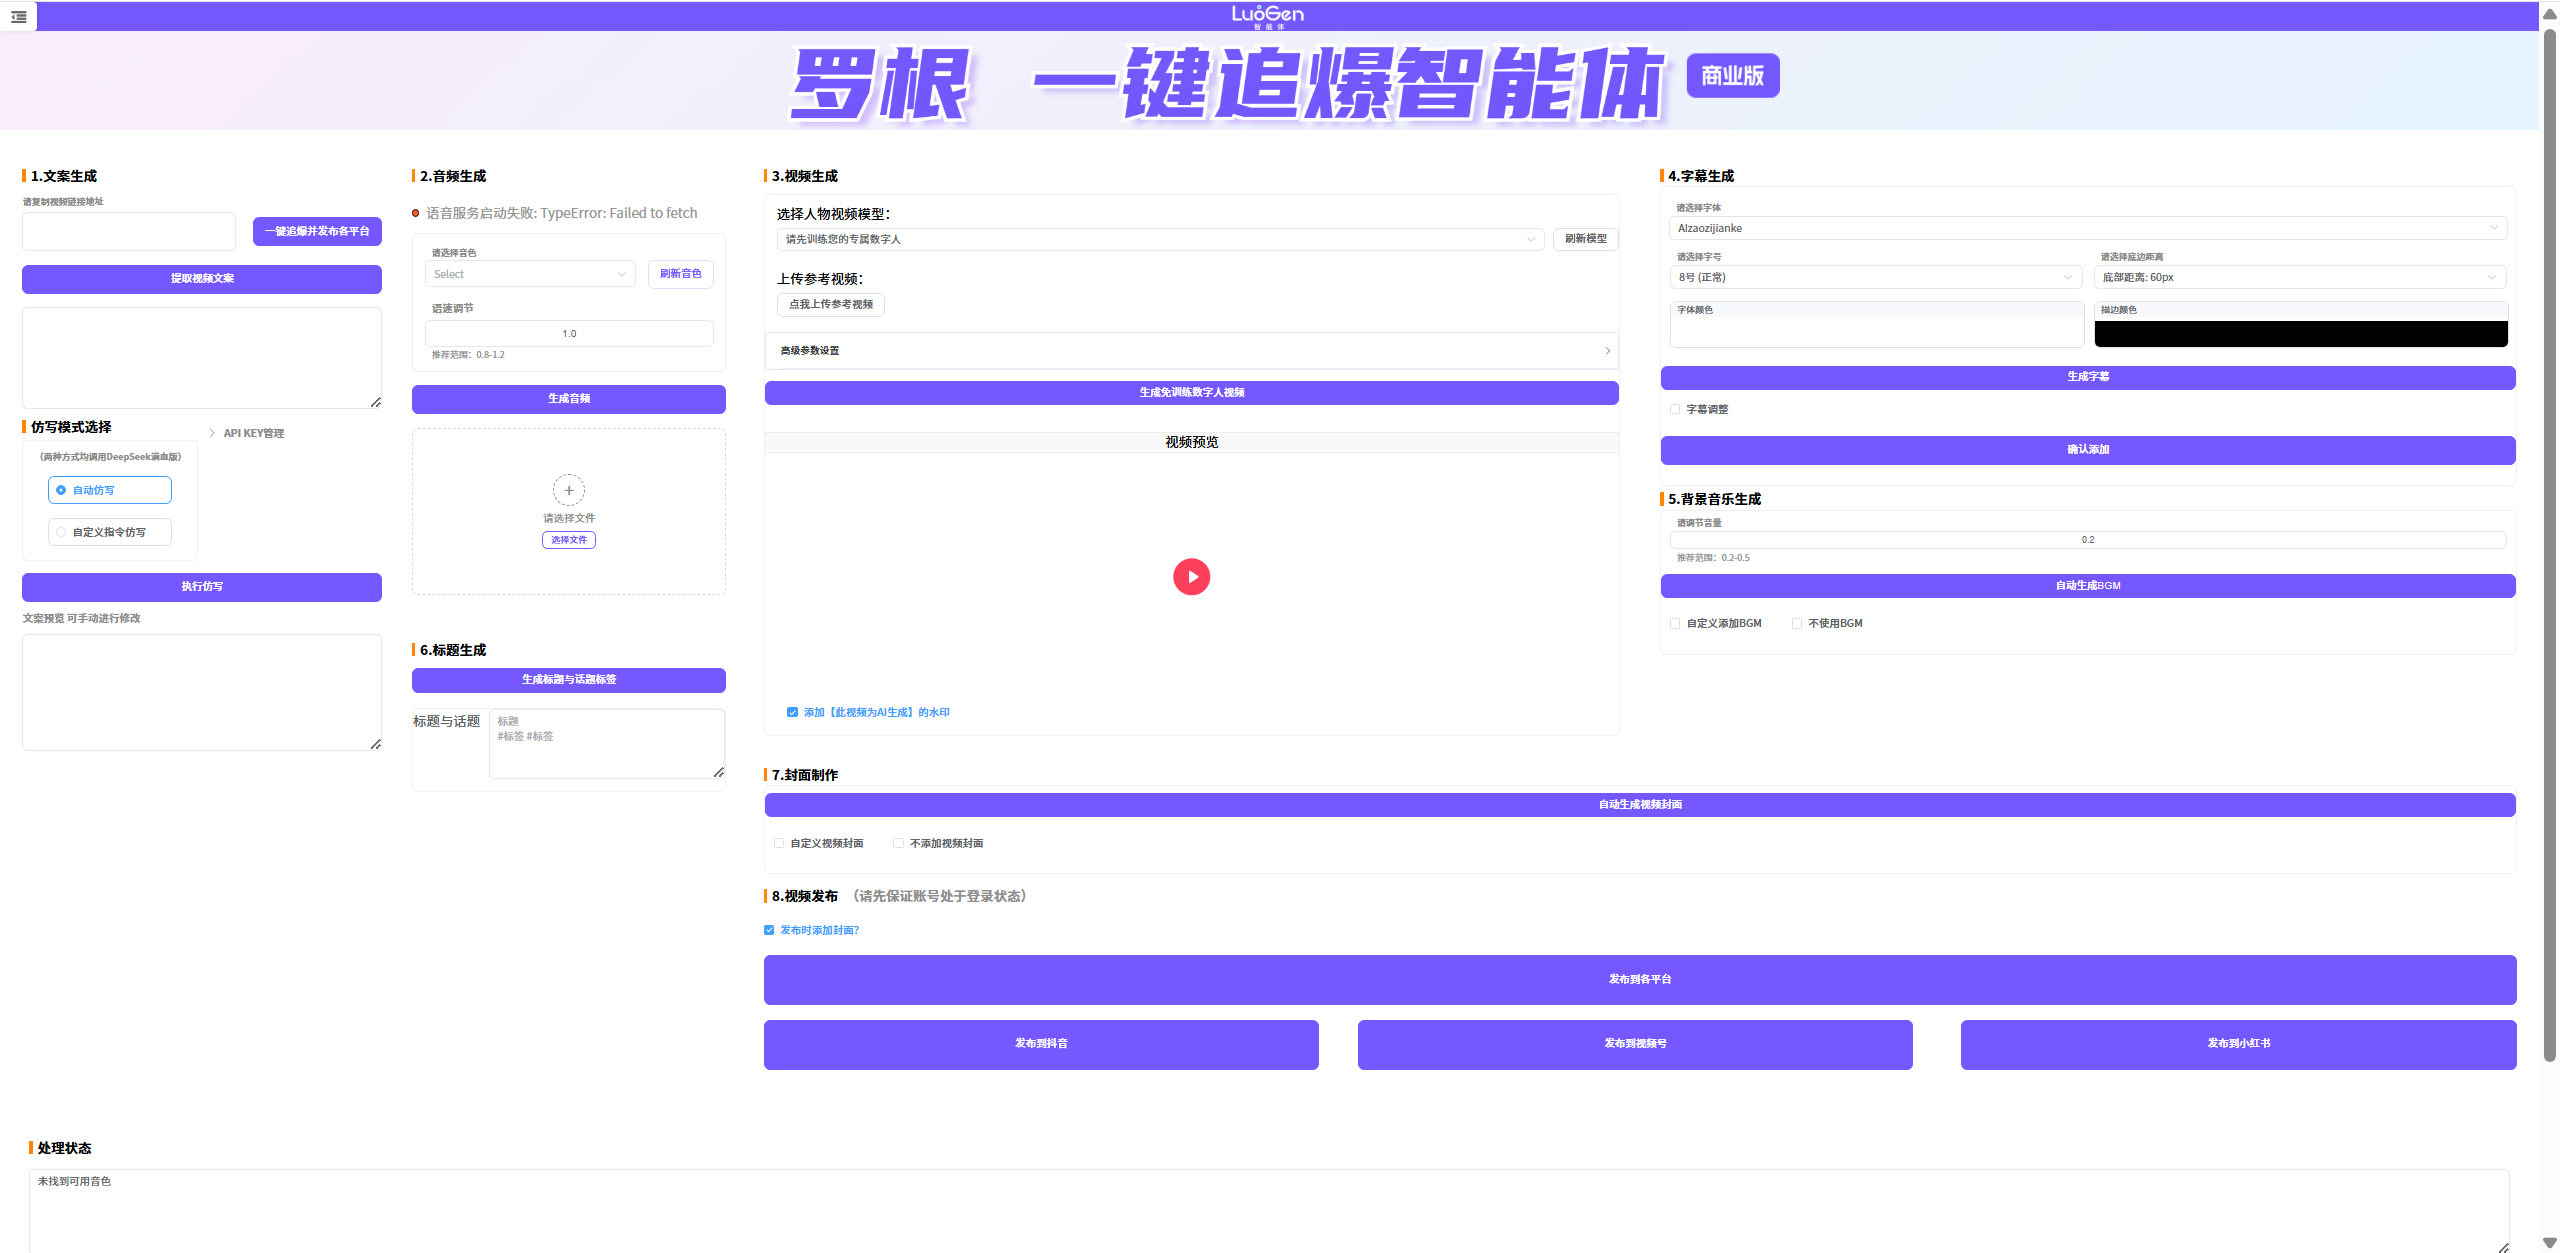 LuoGen
智能体
罗根 一键追爆智能体 商业版
1.文案生成
请复制视频链接地址
一键追爆并发布各平台
提取视频文案
仿写模式选择
API KEY管理
(两种方式均调用DeepSeek满血版)
自动仿写
自定义指令仿写
执行仿写
文案预览 可手动进行修改
2.音频生成
语音服务启动失败: TypeError: Failed to fetch
请选择音色
Select
刷新音色
语速调节
1.0
推荐范围：0.8-1.2
生成音频
请选择文件
选择文件
6.标题生成
生成标题与话题标签
标题与话题
标题
#标签 #标签
3.视频生成
选择人物视频模型：
请先训练您的专属数字人
刷新模型
上传参考视频：
点我上传参考视频
高级参数设置
生成免训练数字人视频
视频预览
添加【此视频为AI生成】的水印
4.字幕生成
请选择字体
AIzaozijianke
请选择字号
8号 (正常)
请选择底边距离
底部距离: 60px
字体颜色
描边颜色
生成字幕
字幕调整
确认添加
5.背景音乐生成
请调节音量
0.2
推荐范围：0.2-0.5
自动生成BGM
自定义添加BGM
不使用BGM
7.封面制作
自动生成视频封面
自定义视频封面
不添加视频封面
8.视频发布 （请先保证账号处于登录状态）
发布时添加封面?
发布到各平台
发布到抖音
发布到视频号
发布到小红书
处理状态
未找到可用音色